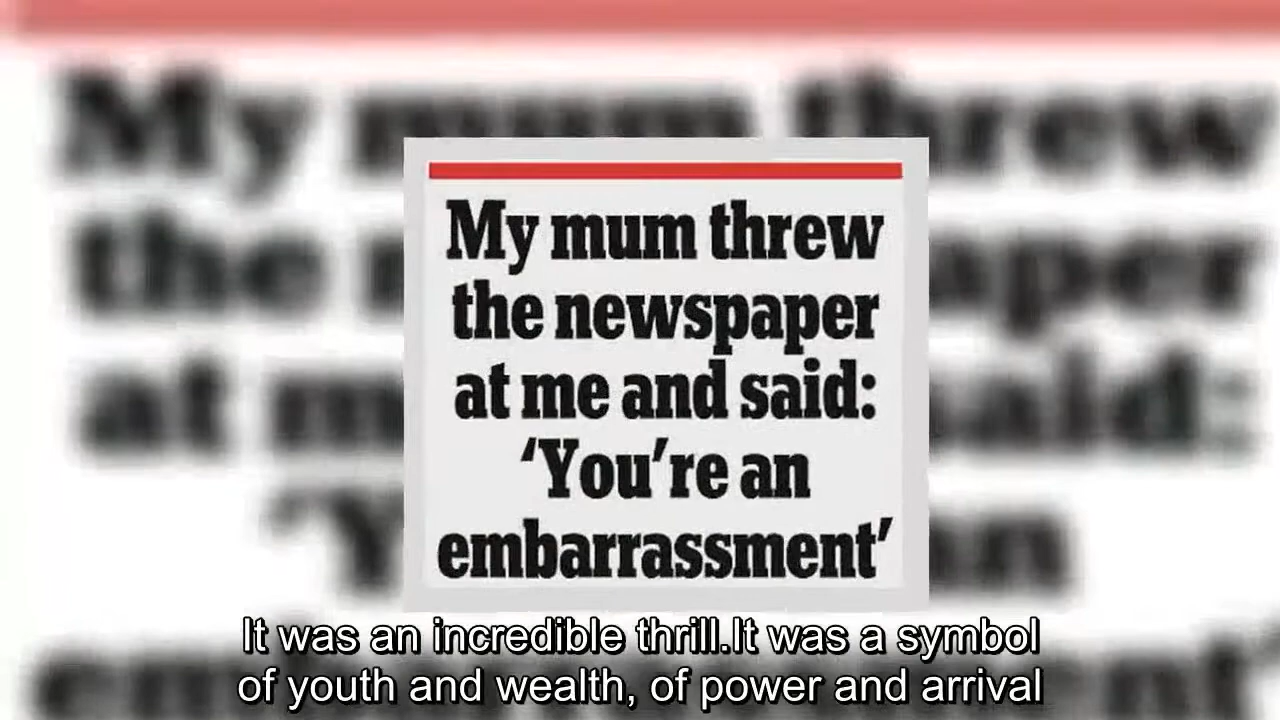 My mum threw
the newspaper
at me and said:
‘You’re an
embarrassment’
It was an incredible thrill.It was a symbol
of youth and wealth, of power and arrival